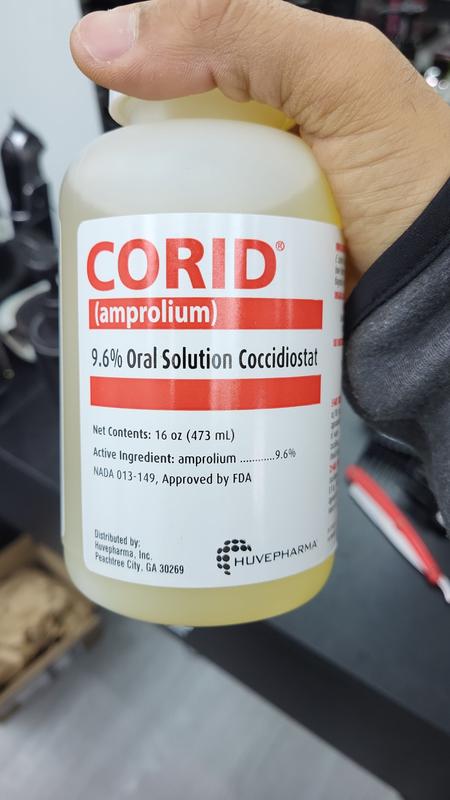 CORID®
(amprolium)
9.6% Oral Solution Coccidiostat
Net Contents: 16 oz (473 mL)
Active Ingredient: amprolium ............9.6%
NADA 013-149, Approved by FDA
Distributed by:
Huvepharma, Inc.
Peachtree City, GA 30269
HUVEPHARMA